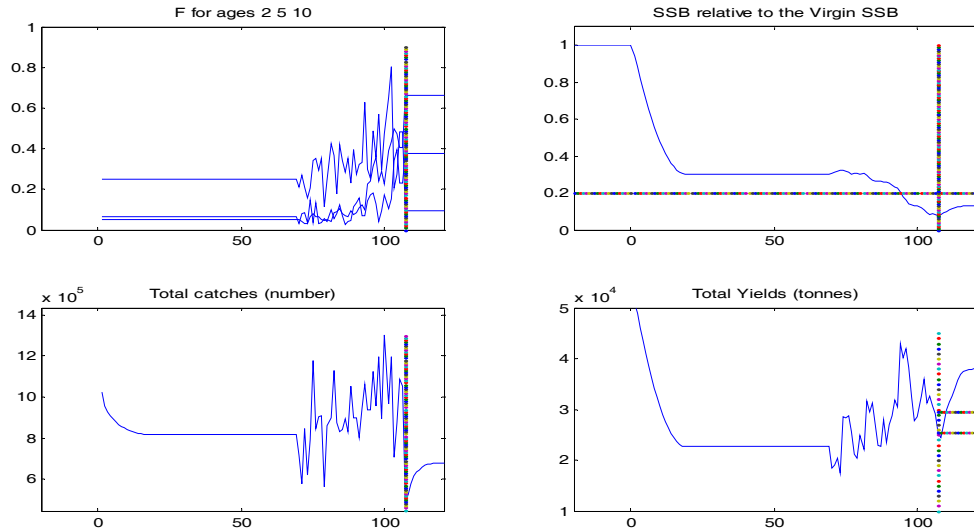 F for ages 2 5 10
1
0.8
0.6
0.4
0.2
0
0 50 100
SSB relative to the Virgin SSB
1
0.8
0.6
0.4
0.2
0
0 50 100
Total catches (number)
x 10^5
14
12
10
8
6
0 50 100
Total Yields (tonnes)
x 10^4
5
4
3
2
1
0 50 100